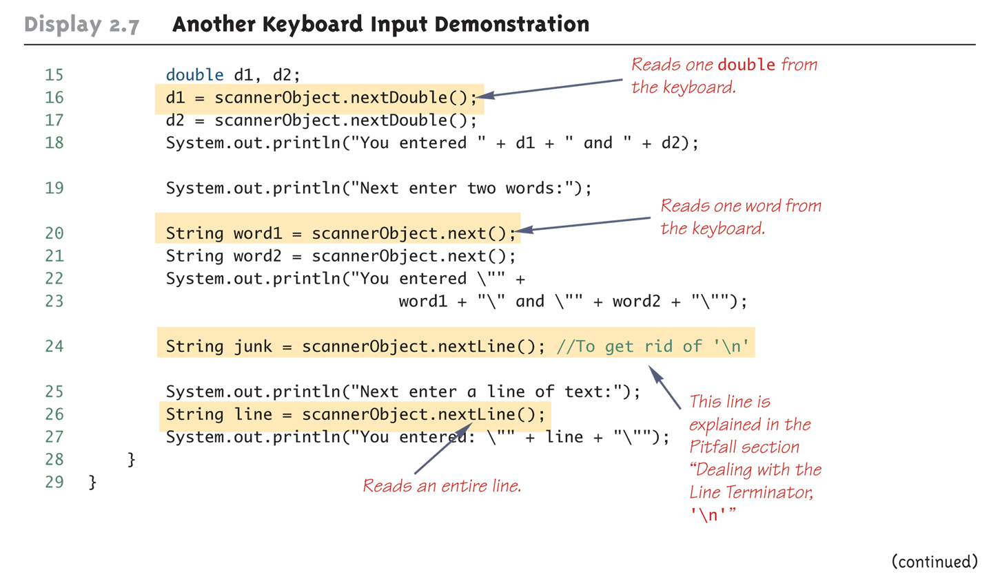 Display 2.7 Another Keyboard Input Demonstration
15 double d1, d2;
Reads one double from
the keyboard.
16 d1 = scannerObject.nextDouble();
17 d2 = scannerObject.nextDouble();
18 System.out.println("You entered " + d1 + " and " + d2);
19 System.out.println("Next enter two words:");
Reads one word from
the keyboard.
20 String word1 = scannerObject.next();
21 String word2 = scannerObject.next();
22 System.out.println("You entered \"" +
23 word1 + "\" and \"" + word2 + "\"");
24 String junk = scannerObject.nextLine(); //To get rid of '\n'
25 System.out.println("Next enter a line of text:");
26 String line = scannerObject.nextLine();
27 System.out.println("You entered: \"" + line + "\"");
28 }
29 }
This line is
explained in the
Pitfall section
“Dealing with the
Line Terminator,
'\n'”
Reads an entire line.
(continued)